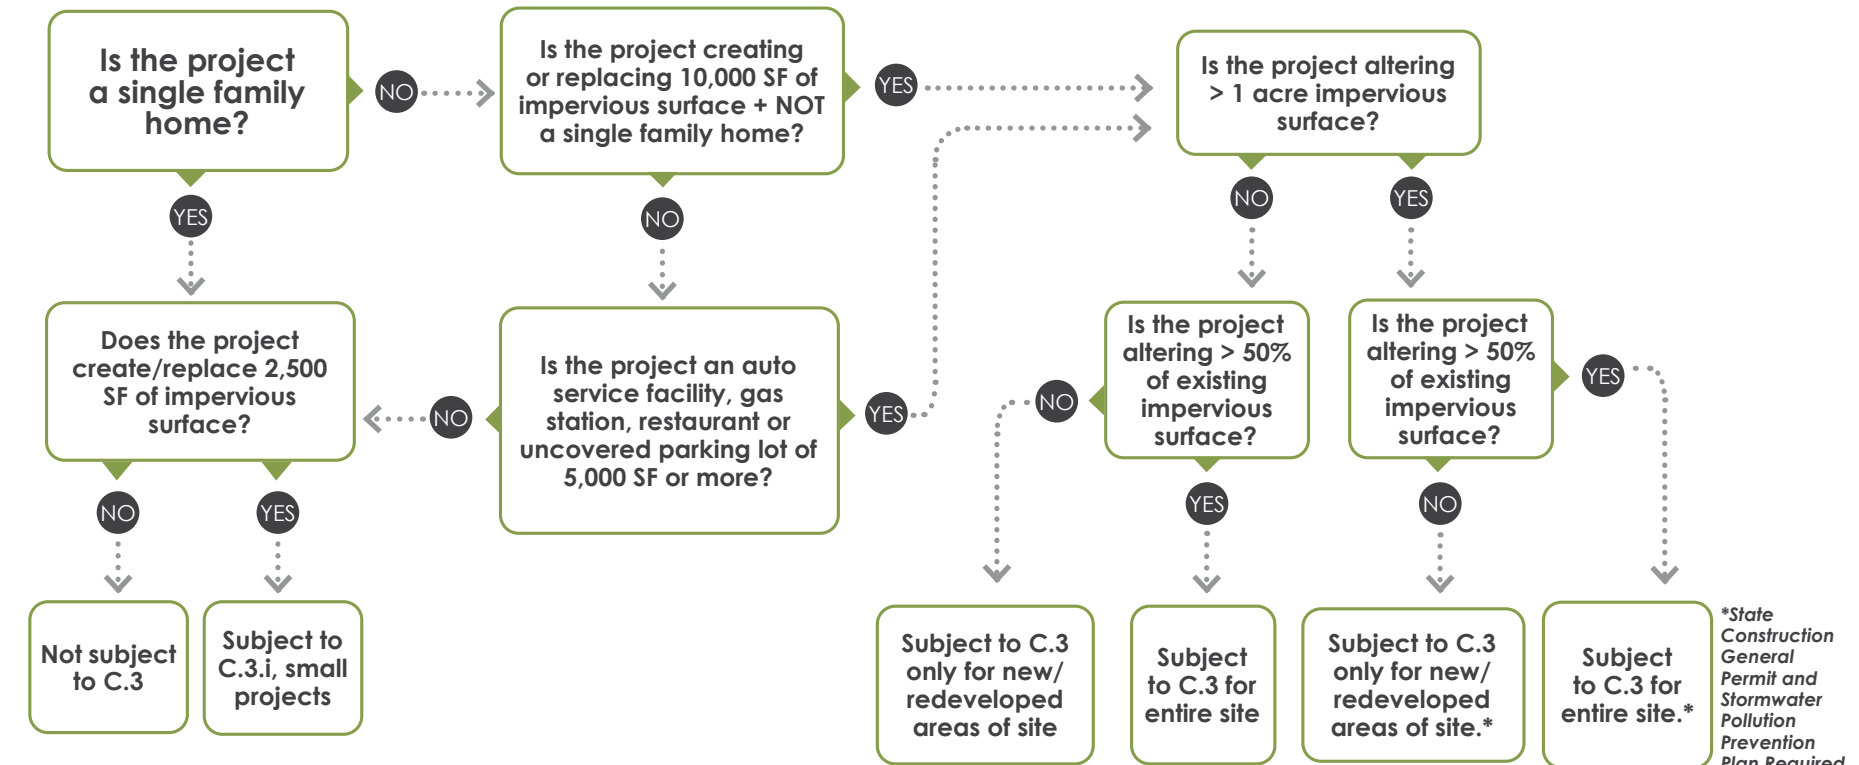 Is the project
a single family
home?
NO
Is the project creating
or replacing 10,000 SF of
impervious surface + NOT
a single family home?
YES
Is the project altering
> 1 acre impervious
surface?
YES
NO
NO
YES
Does the project
create/replace 2,500
SF of impervious
surface?
NO
Is the project an auto
service facility, gas
station, restaurant or
uncovered parking lot of
5,000 SF or more?
YES
NO
Is the project
altering > 50%
of existing
impervious
surface?
Is the project
altering > 50%
of existing
impervious
surface?
YES
NO
YES
YES
NO
Not subject
to C.3
Subject to
C.3.i, small
projects
Subject to C.3
only for new/
redeveloped
areas of site
Subject
to C.3 for
entire site
Subject to C.3
only for new/
redeveloped
areas of site.*
Subject
to C.3 for
entire site.*
*State
Construction
General
Permit and
Stormwater
Pollution
Prevention
Plan Required